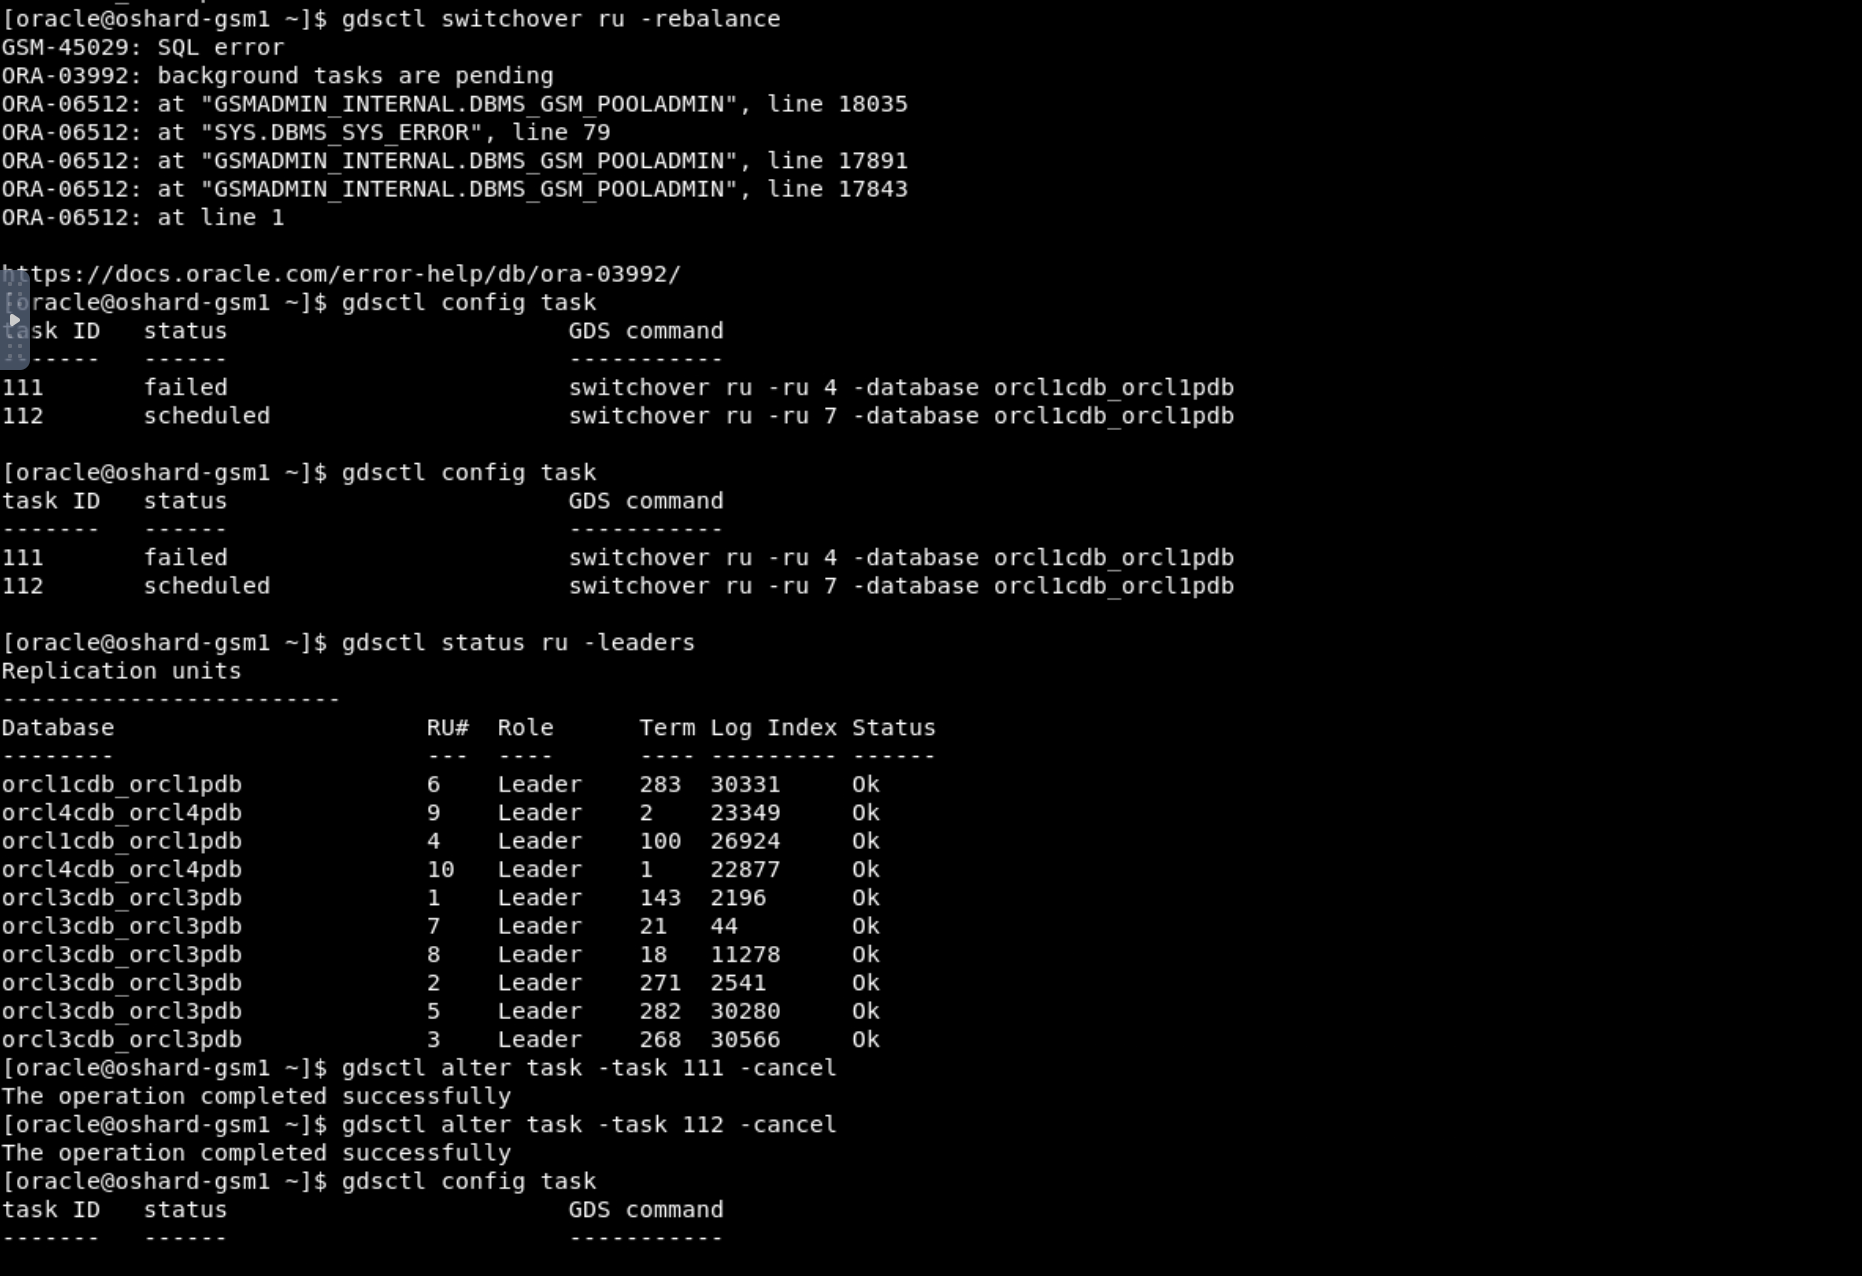 [oracle@oshard-gsm1 ~]$ gdsctl switchover ru -rebalance
GSM-45029: SQL error
ORA-03992: background tasks are pending
ORA-06512: at "GSMADMIN_INTERNAL.DBMS_GSM_POOLADMIN", line 18035
ORA-06512: at "SYS.DBMS_SYS_ERROR", line 79
ORA-06512: at "GSMADMIN_INTERNAL.DBMS_GSM_POOLADMIN", line 17891
ORA-06512: at "GSMADMIN_INTERNAL.DBMS_GSM_POOLADMIN", line 17843
ORA-06512: at line 1

https://docs.oracle.com/error-help/db/ora-03992/
[oracle@oshard-gsm1 ~]$ gdsctl config task
task ID   status                        GDS command
-------   ------                        -----------
111       failed                        switchover ru -ru 4 -database orcl1cdb_orcl1pdb
112       scheduled                     switchover ru -ru 7 -database orcl1cdb_orcl1pdb

[oracle@oshard-gsm1 ~]$ gdsctl config task
task ID   status                        GDS command
-------   ------                        -----------
111       failed                        switchover ru -ru 4 -database orcl1cdb_orcl1pdb
112       scheduled                     switchover ru -ru 7 -database orcl1cdb_orcl1pdb

[oracle@oshard-gsm1 ~]$ gdsctl status ru -leaders
Replication units
------------------------
Database                      RU#  Role      Term Log Index Status
--------                      ---  ----      ---- --------- ------
orcl1cdb_orcl1pdb             6    Leader    283  30331     Ok
orcl4cdb_orcl4pdb             9    Leader    2    23349     Ok
orcl1cdb_orcl1pdb             4    Leader    100  26924     Ok
orcl4cdb_orcl4pdb             10   Leader    1    22877     Ok
orcl3cdb_orcl3pdb             1    Leader    143  2196      Ok
orcl3cdb_orcl3pdb             7    Leader    21   44        Ok
orcl3cdb_orcl3pdb             8    Leader    18   11278     Ok
orcl3cdb_orcl3pdb             2    Leader    271  2541      Ok
orcl3cdb_orcl3pdb             5    Leader    282  30280     Ok
orcl3cdb_orcl3pdb             3    Leader    268  30566     Ok
[oracle@oshard-gsm1 ~]$ gdsctl alter task -task 111 -cancel
The operation completed successfully
[oracle@oshard-gsm1 ~]$ gdsctl alter task -task 112 -cancel
The operation completed successfully
[oracle@oshard-gsm1 ~]$ gdsctl config task
task ID   status                        GDS command
-------   ------                        -----------